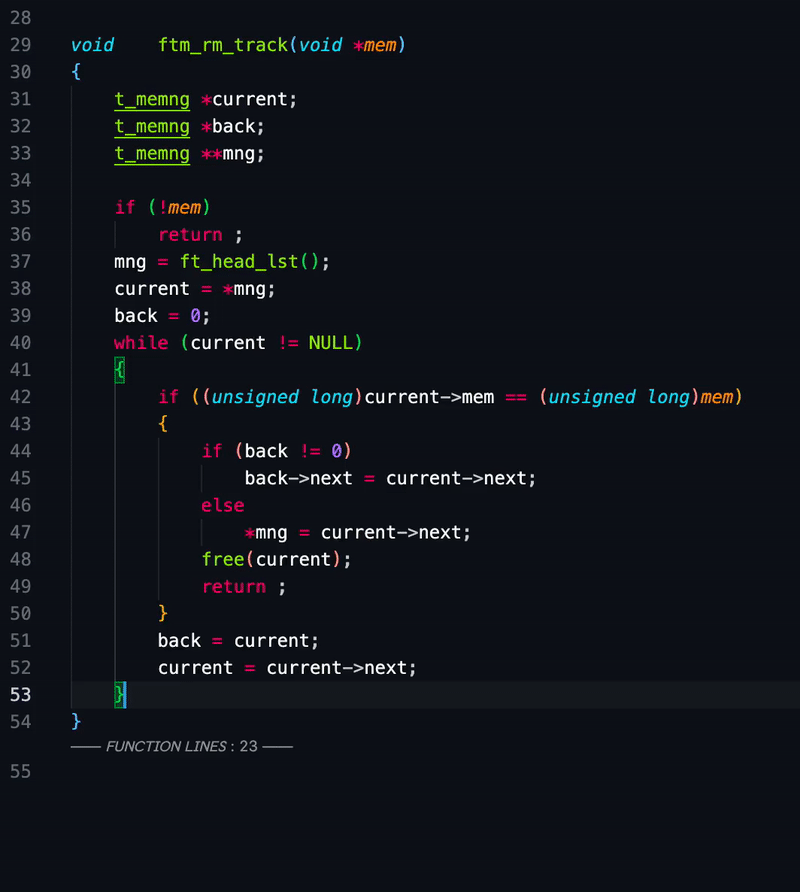 28
29 void ftm_rm_track(void *mem)
30 {
31 t_memng *current;
32 t_memng *back;
33 t_memng **mng;
34
35 if (!mem)
36 return ;
37 mng = ft_head_lst();
38 current = *mng;
39 back = 0;
40 while (current != NULL)
41 {
42 if ((unsigned long)current->mem == (unsigned long)mem)
43 {
44 if (back != 0)
45 back->next = current->next;
46 else
47 *mng = current->next;
48 free(current);
49 return ;
50 }
51 back = current;
52 current = current->next;
53 }
54 }
—— FUNCTION LINES : 23 ——
55